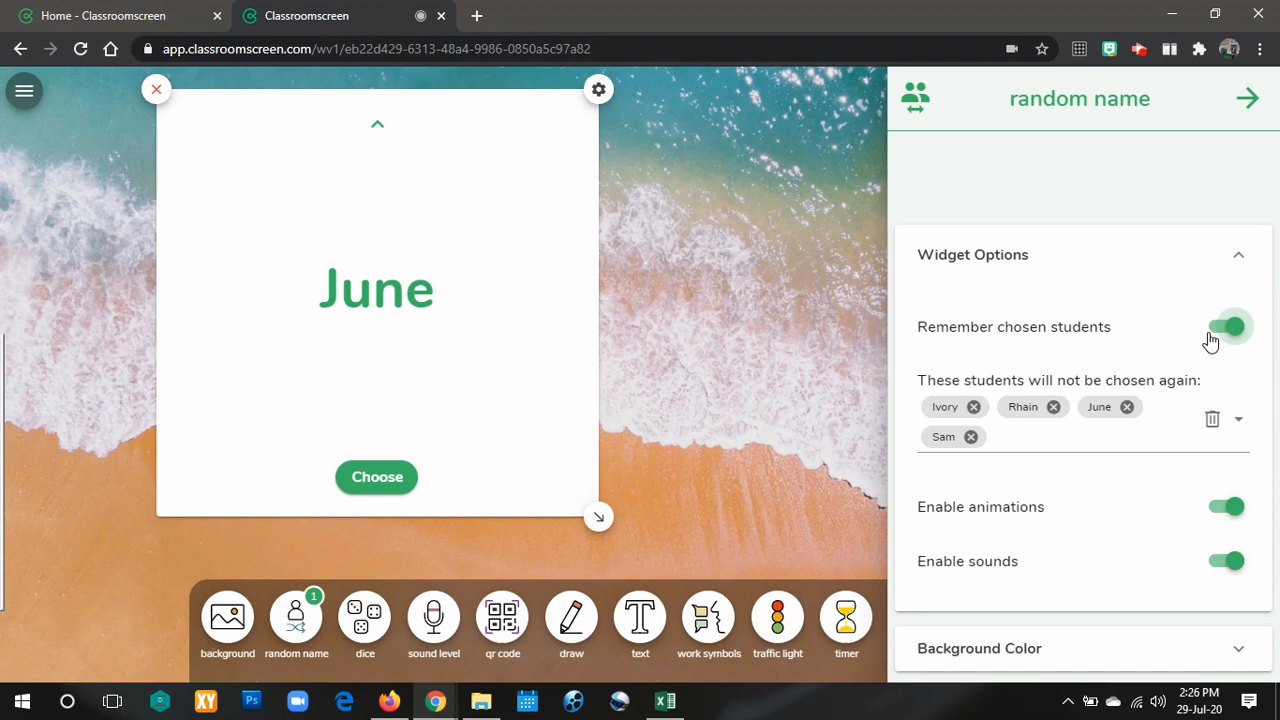 Home - Classroomscreen
Classroomscreen
app.classroomscreen.com/wv1/eb22d429-6313-48a4-9986-0850a5c97a82
random name
June
Choose
Widget Options
Remember chosen students
These students will not be chosen again:
Ivory Rhain June
Sam
Enable animations
Enable sounds
Background Color
1
background random name dice sound level qr code draw text work symbols traffic light timer
XY Ps
2:26 PM
29-Jul-20